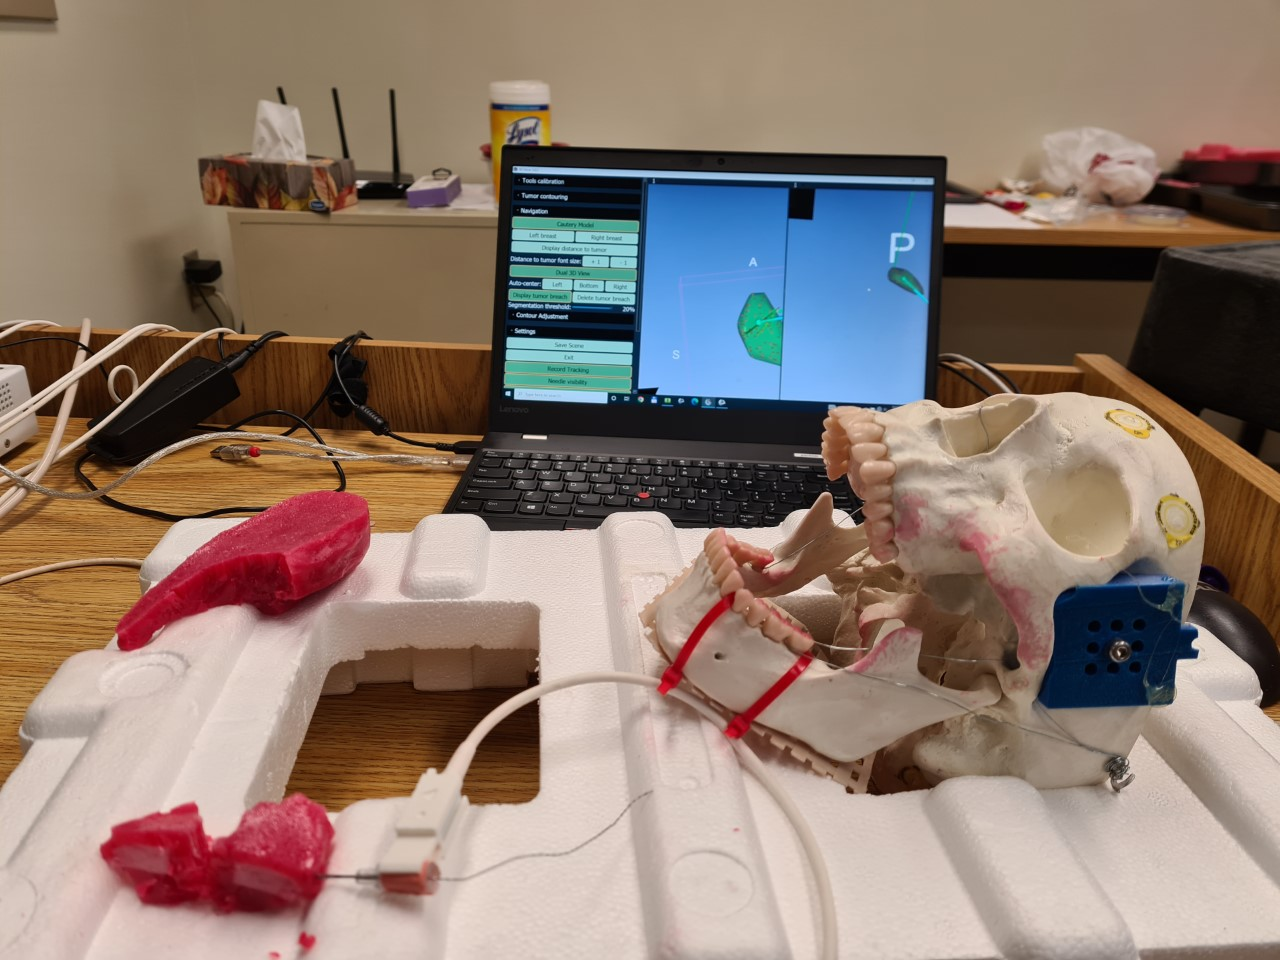 Lysol
Tools calibration
Tumor contouring
Navigation
Cautery Model
Left breast
Right breast
Display distance to tumor
Distance to tumor font size:
+ 1
- 1
Dual 3D View
Auto-center:
Left
Bottom
Right
Display tumor breach
Delete tumor breach
Segmentation threshold:
20%
Contour Adjustment
Settings
Save Scene
Exit
Record Tracking
Needle visibility
A
S
P
Lenovo